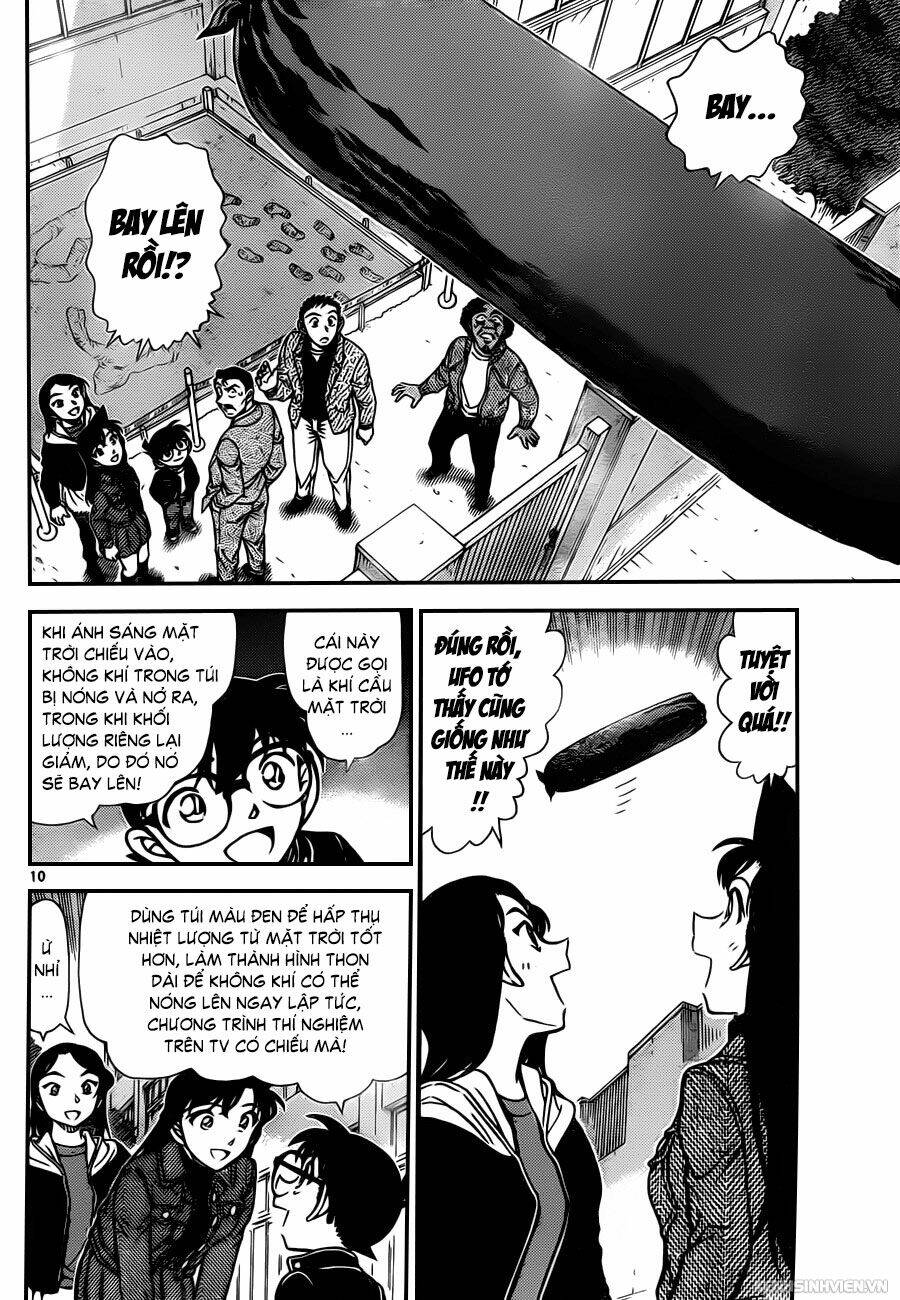 BAY...
BAY LÊN
RỒI!?
TUYỆT
VỜI
QUÁ!!
ĐÚNG RỒI,
UFO TỚ
THẤY CŨNG
GIỐNG NHƯ
THẾ NÀY
!!
CÁI NÀY
ĐƯỢC GỌI
LÀ KHÍ CẦU
MẶT TRỜI
...
KHI ÁNH SÁNG MẶT
TRỜI CHIẾU VÀO,
KHÔNG KHÍ TRONG TÚI
BỊ NÓNG VÀ NỞ RA,
TRONG KHI KHỐI
LƯỢNG RIÊNG LẠI
GIẢM, DO ĐÓ NÓ
SẼ BAY LÊN!
10
DÙNG TÚI MÀU ĐEN ĐỂ HẤP THỤ
NHIỆT LƯỢNG TỪ MẶT TRỜI TỐT
HƠN, LÀM THÀNH HÌNH THON
DÀI ĐỂ KHÔNG KHÍ CÓ THỂ
NÓNG LÊN NGAY LẬP TỨC,
CHƯƠNG TRÌNH THÍ NGHIỆM
TRÊN TV CÓ CHIẾU MÀ!
Ừ
NHỈ
...